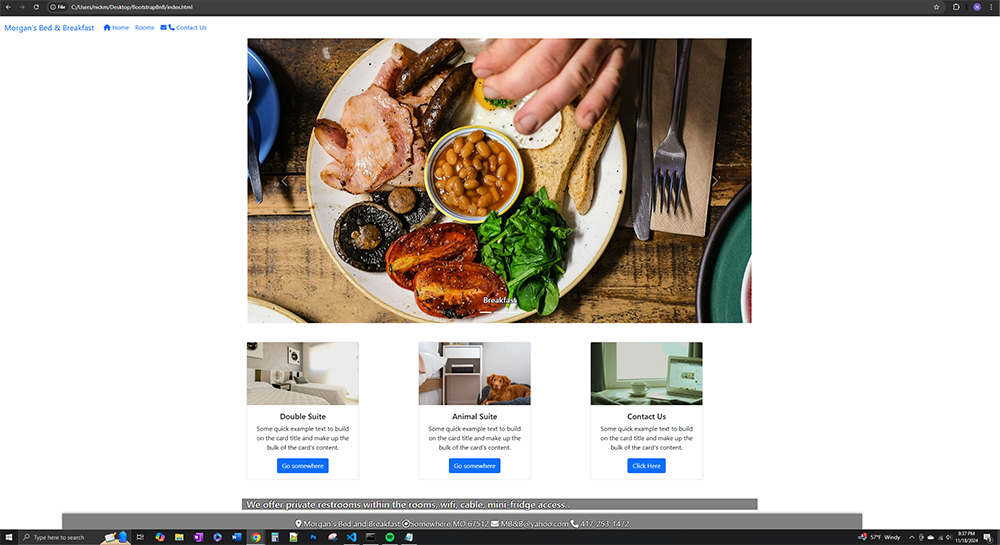 File C:/Users/nickm/Desktop/BootstrapBnB/index.html
N
Morgan's Bed & Breakfast Home Rooms Contact Us
Breakfast
Double Suite
Some quick example text to build
on the card title and make up the
bulk of the card's content.
Go somewhere
Animal Suite
Some quick example text to build
on the card title and make up the
bulk of the card's content.
Go somewhere
Contact Us
Some quick example text to build
on the card title and make up the
bulk of the card's content.
Click Here
We offer private restrooms within the rooms, wifi, cable, mini-fridge access..
Morgan's Bed and Breakfast Somewhere MO 67512 MB&B@yahoo.com 417-253-1472
Type here to search
57°F Windy
8:37 PM
11/18/2024